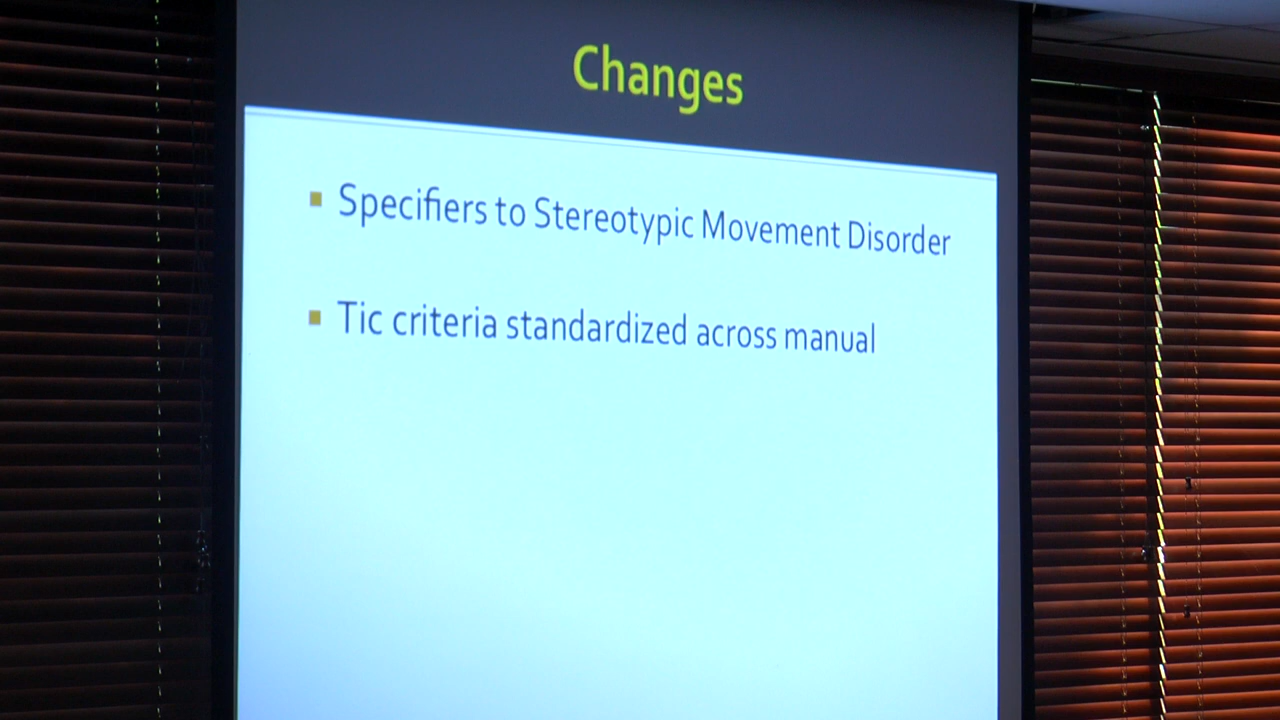 Changes
Specifiers to Stereotypic Movement Disorder
Tic criteria standardized across manual